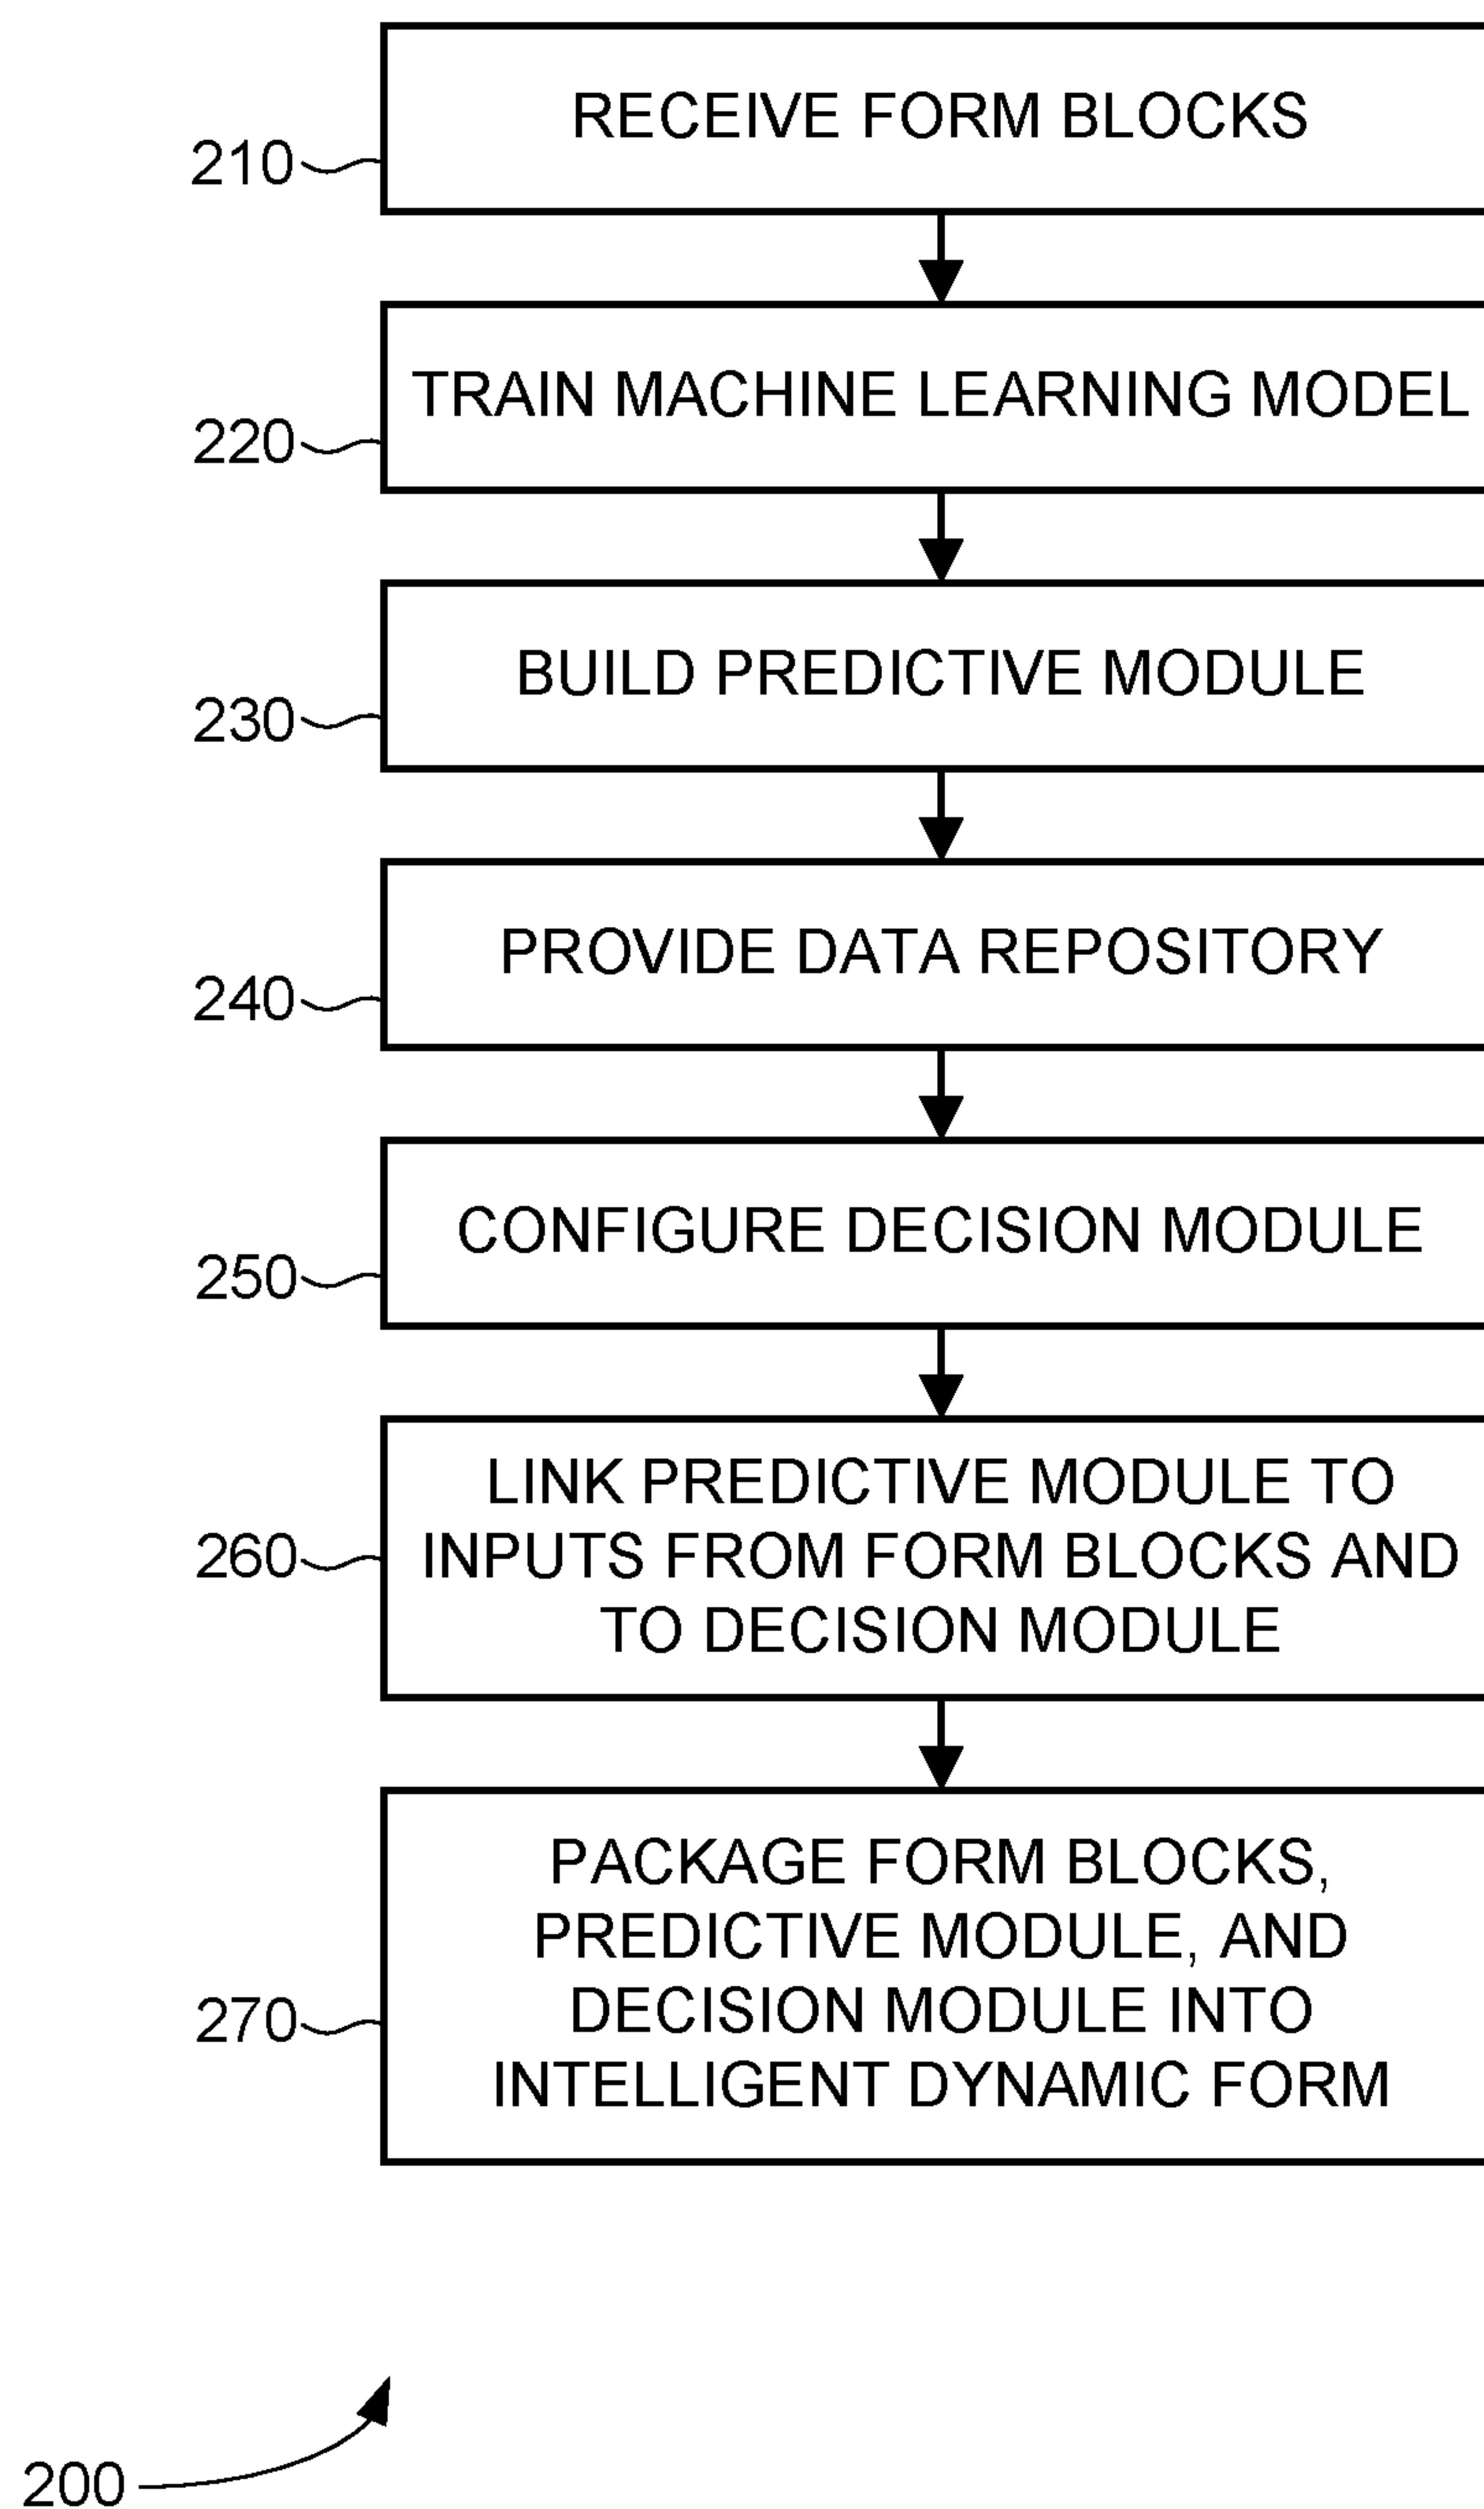 RECEIVE FORM BLOCKS
210
TRAIN MACHINE LEARNING MODEL
220
BUILD PREDICTIVE MODULE
230
PROVIDE DATA REPOSITORY
240
CONFIGURE DECISION MODULE
250
LINK PREDICTIVE MODULE TO
INPUTS FROM FORM BLOCKS AND
TO DECISION MODULE
260
PACKAGE FORM BLOCKS,
PREDICTIVE MODULE, AND
DECISION MODULE INTO
INTELLIGENT DYNAMIC FORM
270
200